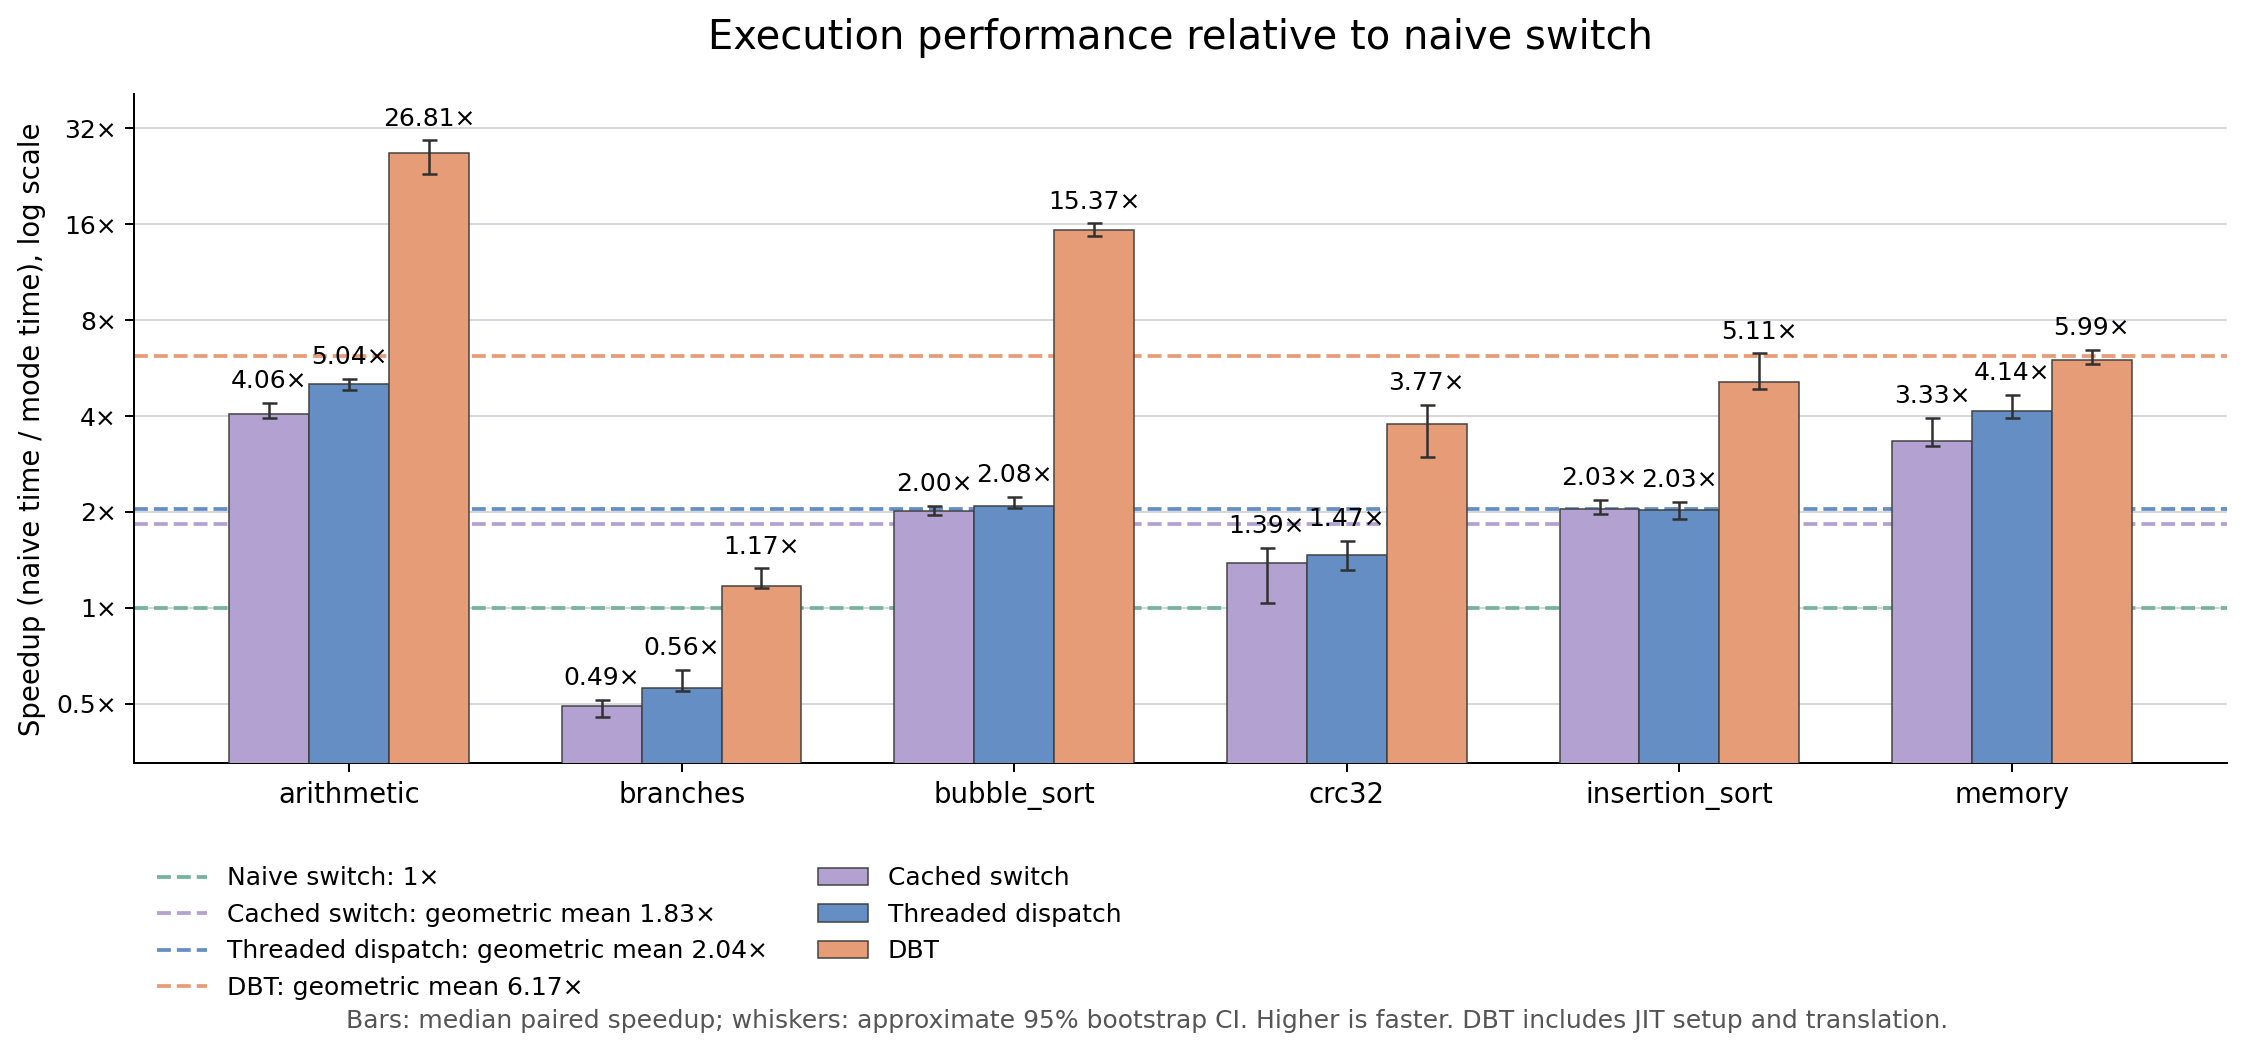 Execution performance relative to naive switch
Speedup (naive time / mode time), log scale
32×
16×
8×
4×
2×
1×
0.5×
4.06×
5.04×
26.81×
0.49×
0.56×
1.17×
2.00×
2.08×
15.37×
1.39×
1.47×
3.77×
2.03×
2.03×
5.11×
3.33×
4.14×
5.99×
arithmetic
branches
bubble_sort
crc32
insertion_sort
memory
Naive switch: 1×
Cached switch: geometric mean 1.83×
Threaded dispatch: geometric mean 2.04×
DBT: geometric mean 6.17×
Cached switch
Threaded dispatch
DBT
Bars: median paired speedup; whiskers: approximate 95% bootstrap CI. Higher is faster. DBT includes JIT setup and translation.